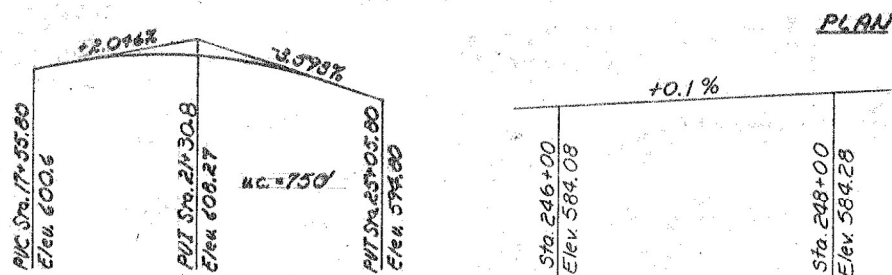 PLAN
+2.046%
-3.593%
PVC Sta. 17+55.80
Elev. 600.6
PVI Sta. 21+30.8
Elev. 608.27
v.c. = 750'
PVT Sta. 25+05.80
Elev. 594.80
+0.1%
Sta. 246+00
Elev. 584.08
Sta. 248+00
Elev. 584.28